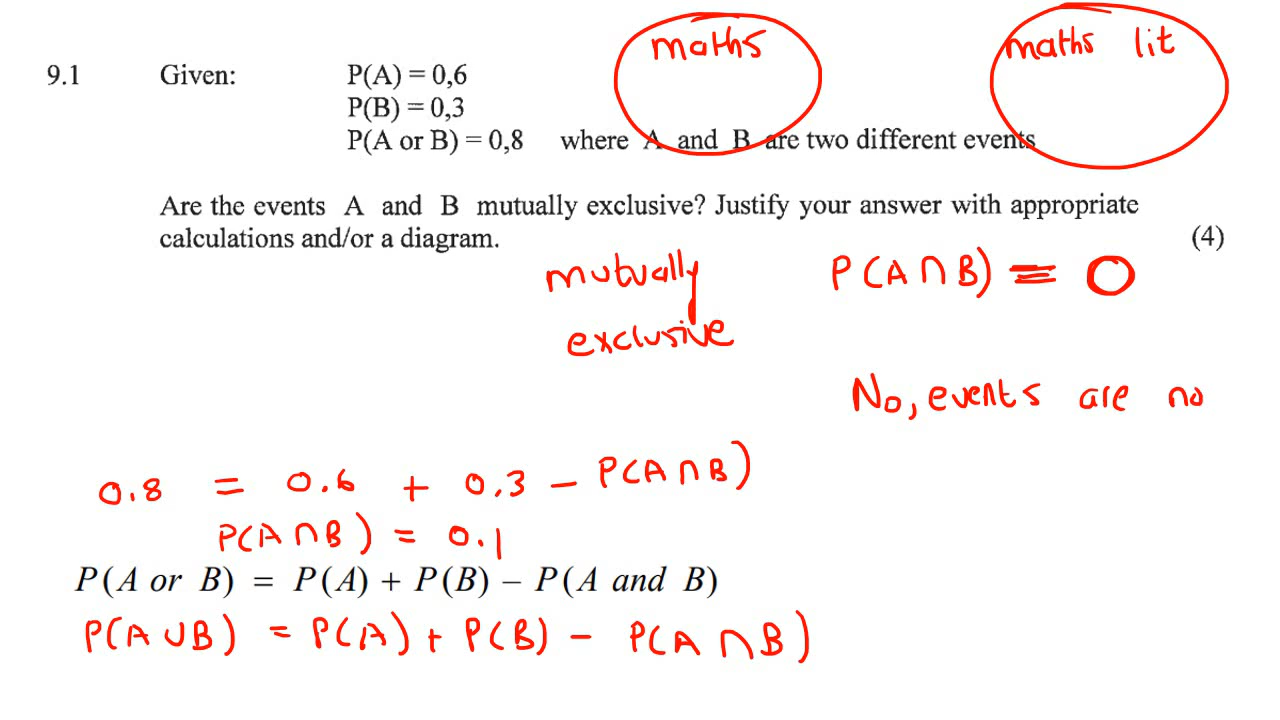 maths
maths lit
9.1 Given: P(A) = 0,6
P(B) = 0,3
P(A or B) = 0,8 where A and B are two different events
Are the events A and B mutually exclusive? Justify your answer with appropriate
calculations and/or a diagram. (4)
mutually P(A ∩ B) = 0
exclusive
No, events are no
0.8 = 0.6 + 0.3 - P(A ∩ B)
P(A ∩ B) = 0.1
P(A or B) = P(A) + P(B) – P(A and B)
P(A ∪ B) = P(A) + P(B) - P(A ∩ B)